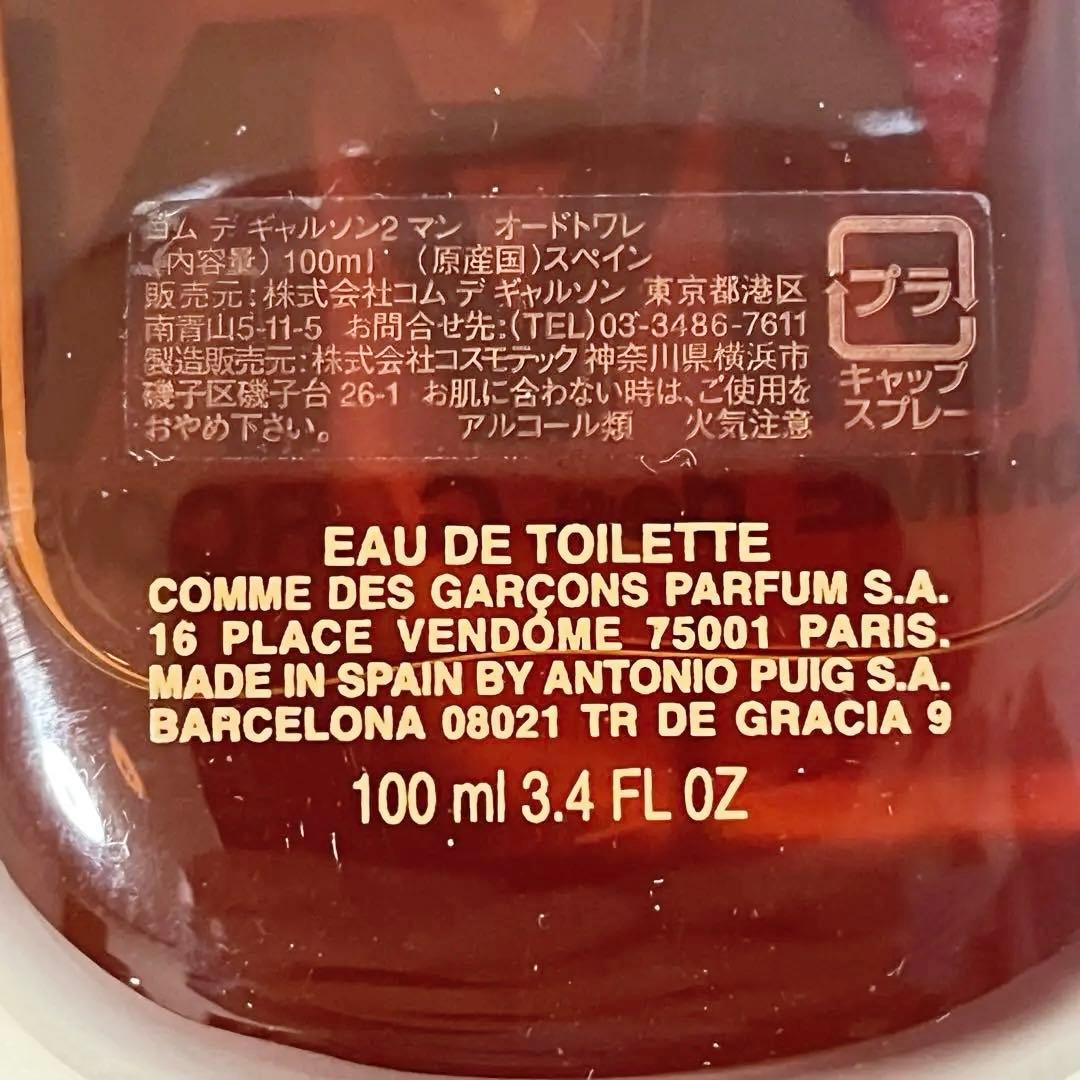 コム デ ギャルソン2 マン オードトワレ
(内容量) 100ml (原産国)スペイン
販売元:株式会社コム デ ギャルソン 東京都港区
南青山5-11-5 お問合せ先:(TEL)03-3486-7611
製造販売元:株式会社コスモテック 神奈川県横浜市
磯子区磯子台26-1 お肌に合わない時は、ご使用を
おやめ下さい。 アルコール類 火気注意
プラ
キャップ
スプレー
EAU DE TOILETTE
COMME DES GARÇONS PARFUM S.A.
16 PLACE VENDÔME 75001 PARIS.
MADE IN SPAIN BY ANTONIO PUIG S.A.
BARCELONA 08021 TR DE GRACIA 9
100 ml 3.4 FL OZ